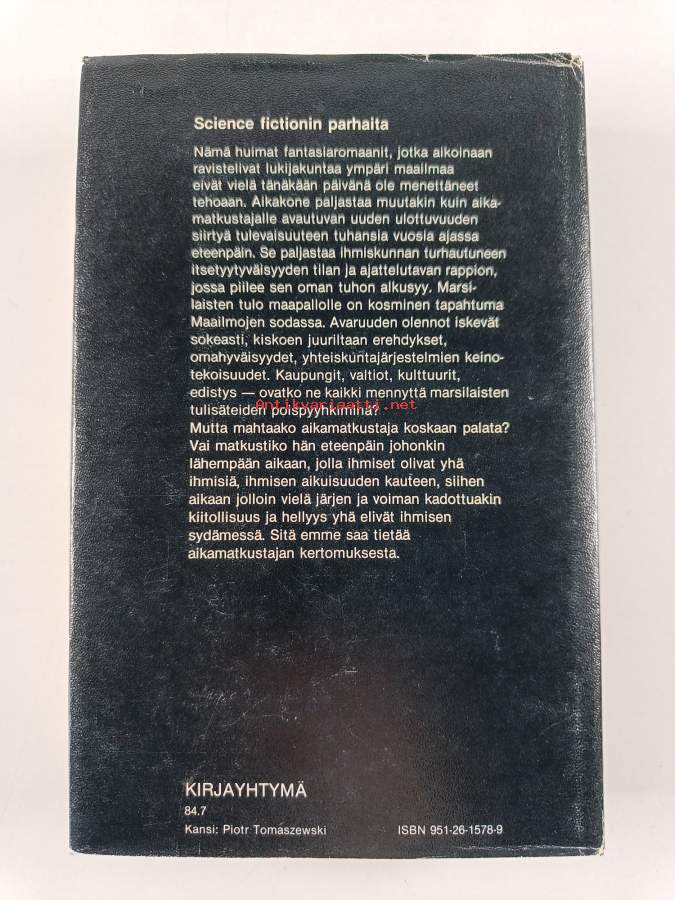 Science fictionin parhaita
Nämä huimat fantasiaromaanit, jotka aikoinaan
ravistelivat lukijakuntaa ympäri maailmaa
eivät vielä tänäkään päivänä ole menettäneet
tehoaan. Aikakone paljastaa muutakin kuin aika-
matkustajalle avautuvan uuden ulottuvuuden
siirtyä tulevaisuuteen tuhansia vuosia ajassa
eteenpäin. Se paljastaa ihmiskunnan turhautuneen
itsetyytyväisyyden tilan ja ajattelutavan rappion,
jossa piilee sen oman tuhon alkusyy. Marsi-
laisten tulo maapallolle on kosminen tapahtuma
Maailmojen sodassa. Avaruuden olennot iskevät
sokeasti, kiskoen juuriltaan erehdykset,
omahyväisyydet, yhteiskuntajärjestelmien keino-
tekoisuudet. Kaupungit, valtiot, kulttuurit,
edistys — ovatko ne kaikki mennyttä marsilaisten
tulisäteiden poispyyhkiminä?
Antikvariaatti.net
Mutta mahtaako aikamatkustaja koskaan palata?
Vai matkustiko hän eteenpäin johonkin
lähempään aikaan, jolla ihmiset olivat yhä
ihmisiä, ihmisen aikuisuuden kauteen, siihen
aikaan jolloin vielä järjen ja voiman kadottuakin
kiitollisuus ja hellyys yhä elivät ihmisen
sydämessä. Sitä emme saa tietää
aikamatkustajan kertomuksesta.
KIRJAYHTYMÄ
84.7
Kansi: Piotr Tomaszewski ISBN 951-26-1578-9